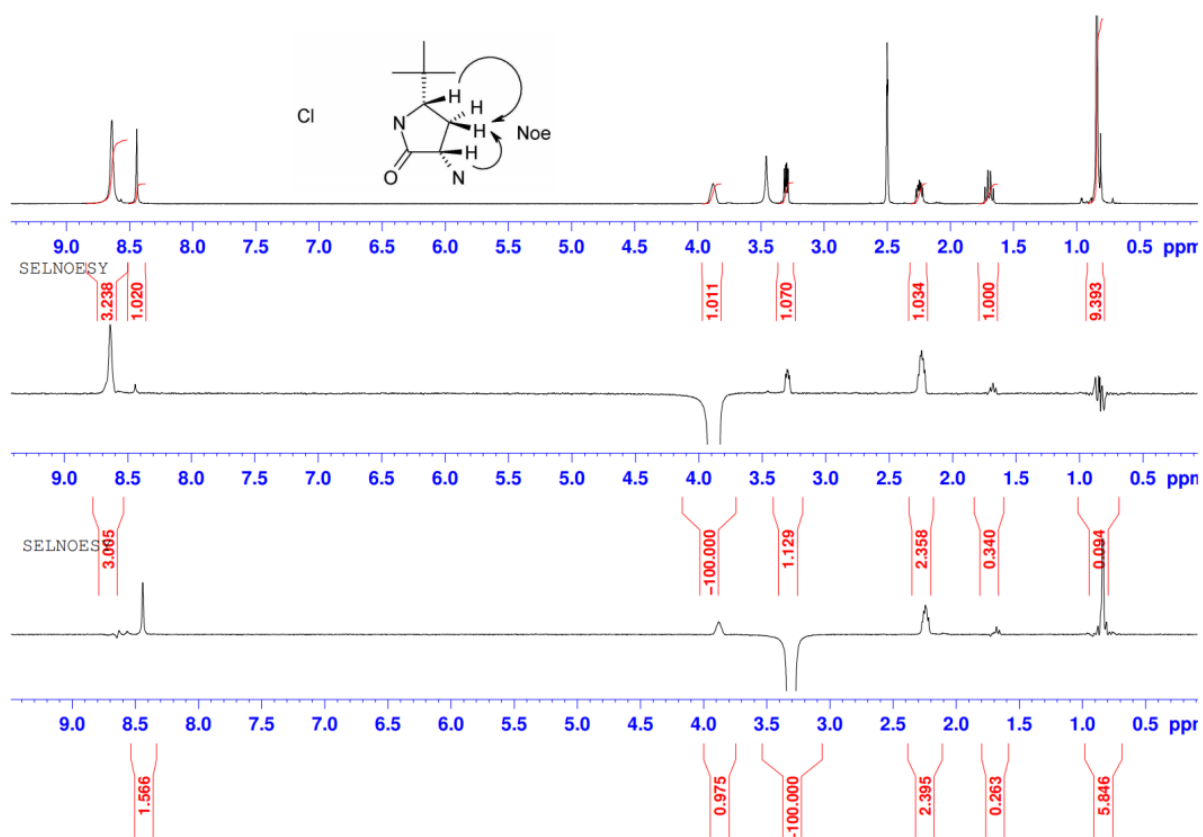 H
H
Cl
N
H
Noe
H
O
N
9.0 8.5 8.0 7.5 7.0 6.5 6.0 5.5 5.0 4.5 4.0 3.5 3.0 2.5 2.0 1.5 1.0 0.5 ppm
SELNOESY
3.238 1.020 1.011 1.070 1.034 1.000 9.393
9.0 8.5 8.0 7.5 7.0 6.5 6.0 5.5 5.0 4.5 4.0 3.5 3.0 2.5 2.0 1.5 1.0 0.5 ppm
SELNOESY
3.005 -100.000 1.129 2.358 0.340 0.094
9.0 8.5 8.0 7.5 7.0 6.5 6.0 5.5 5.0 4.5 4.0 3.5 3.0 2.5 2.0 1.5 1.0 0.5 ppm
1.566 0.975 -100.000 2.395 0.263 5.846